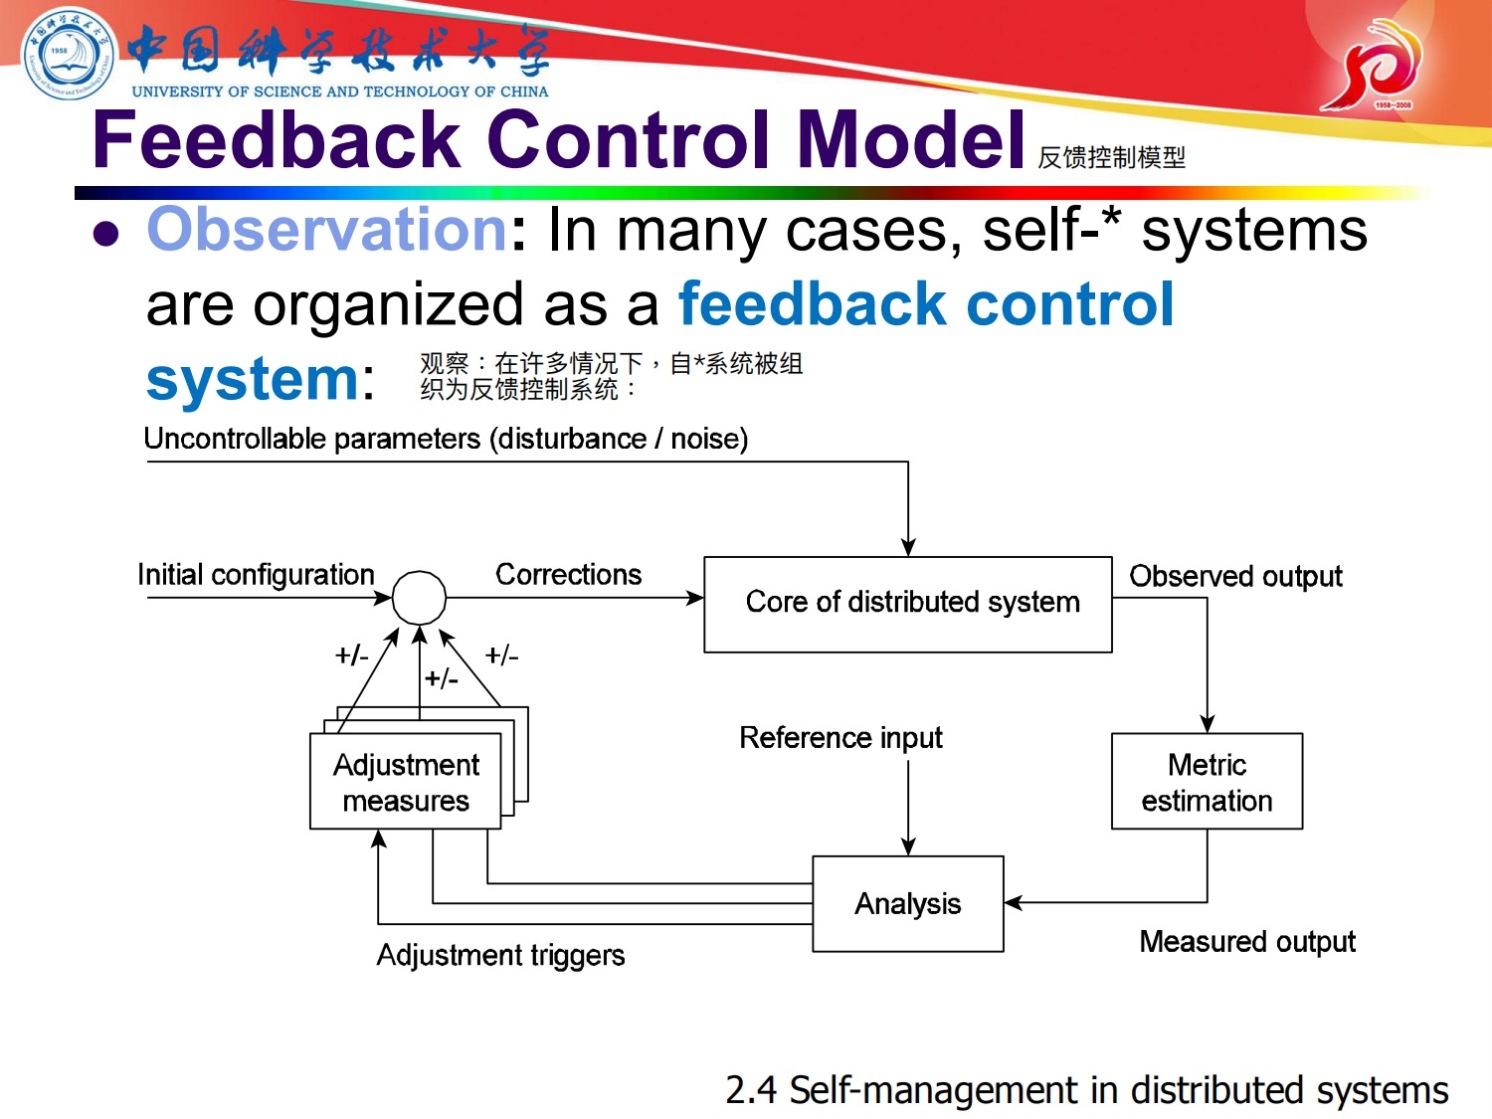 中国科学技术大学
UNIVERSITY OF SCIENCE AND TECHNOLOGY OF CHINA
1958
1958-2008
Feedback Control Model 反馈控制模型
Observation: In many cases, self-* systems
are organized as a feedback control
system:
观察：在许多情况下，自*系统被组
织为反馈控制系统：
Uncontrollable parameters (disturbance / noise)
Initial configuration
Corrections
Core of distributed system
Observed output
+/-
+/-
+/-
Reference input
Adjustment
measures
Metric
estimation
Analysis
Adjustment triggers
Measured output
2.4 Self-management in distributed systems